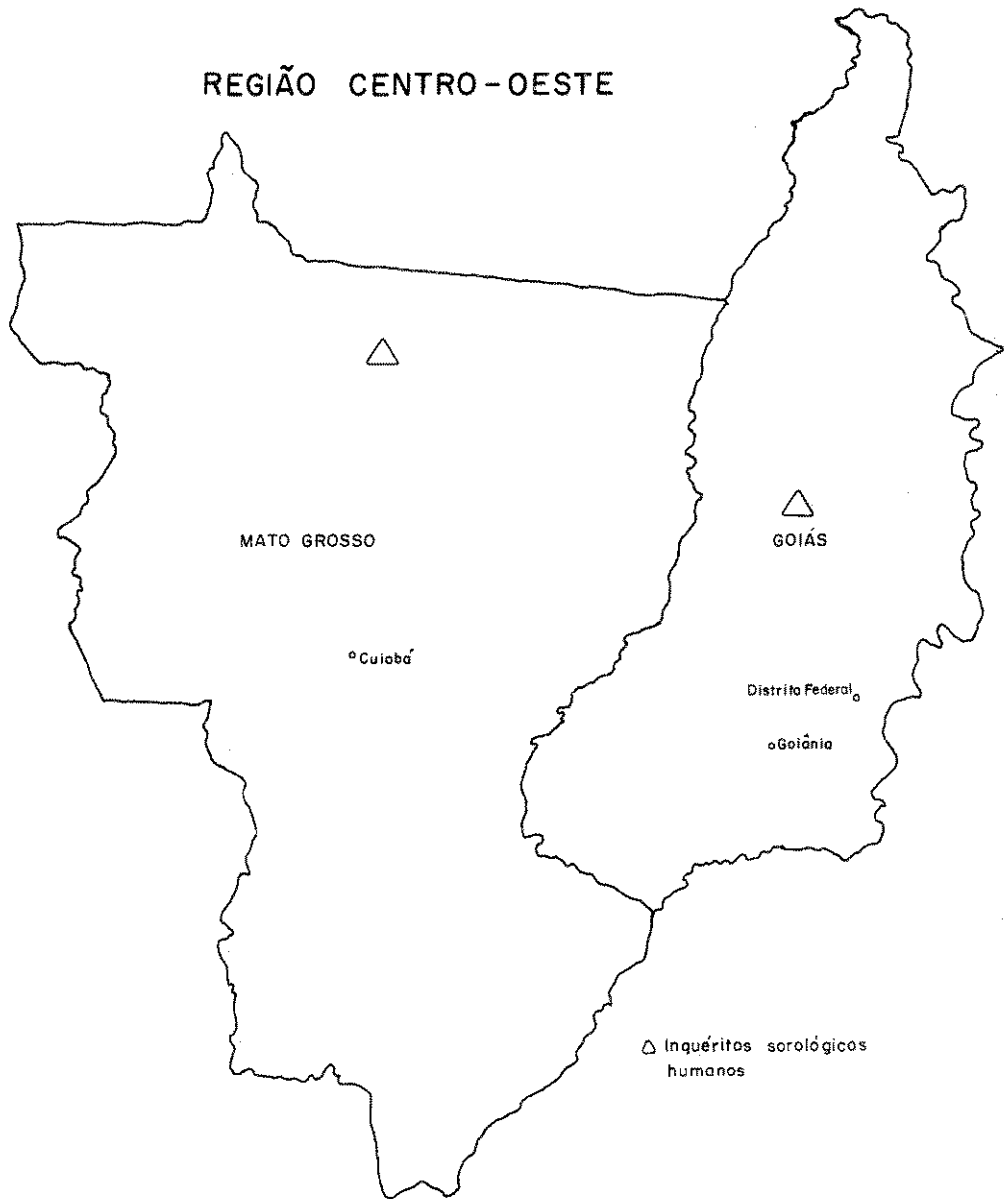 REGIÃO CENTRO-OESTE
MATO GROSSO
GOIÁS
Cuiabá
Distrito Federal
Goiânia
Inquéritos sorológicos
humanos